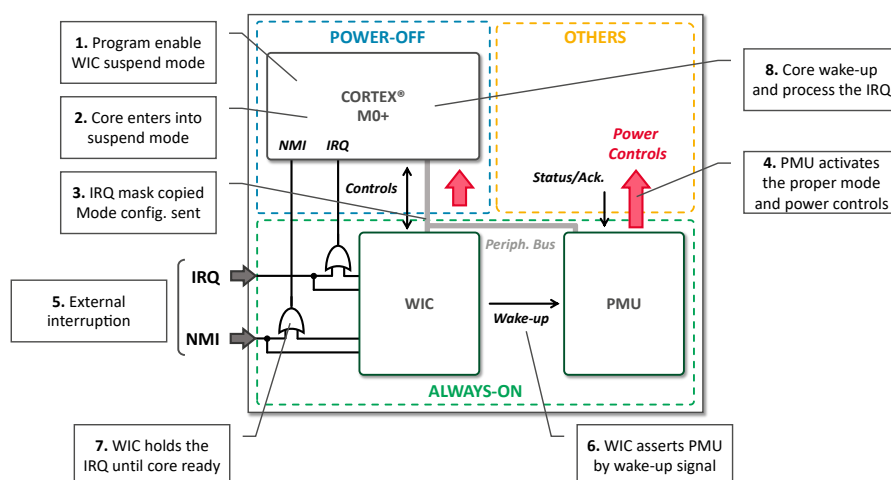 1. Program enable
WIC suspend mode
2. Core enters into
suspend mode
3. IRQ mask copied
Mode config. sent
5. External
interruption
7. WIC holds the
IRQ until core ready
POWER-OFF
OTHERS
CORTEX®
M0+
NMI
IRQ
Controls
Power
Controls
Status/Ack.
Periph. Bus
IRQ
NMI
WIC
Wake-up
PMU
ALWAYS-ON
8. Core wake-up
and process the IRQ
4. PMU activates
the proper mode
and power controls
6. WIC asserts PMU
by wake-up signal